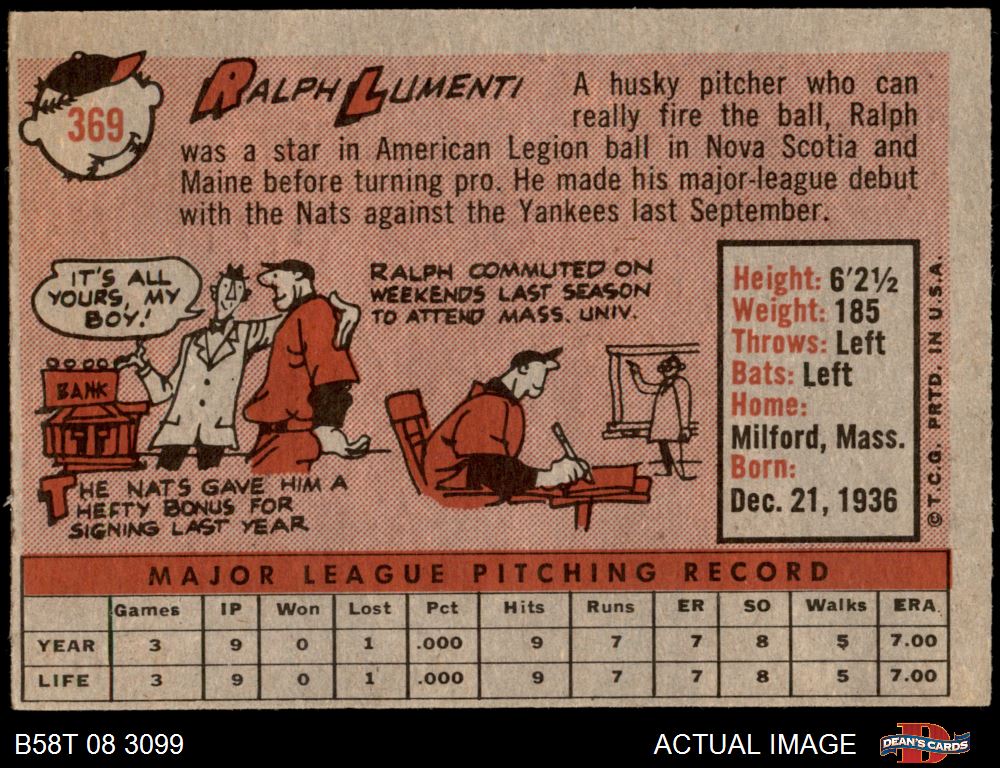 369
RALPH LUMENTI
A husky pitcher who can
really fire the ball, Ralph
was a star in American Legion ball in Nova Scotia and
Maine before turning pro. He made his major-league debut
with the Nats against the Yankees last September.
IT'S ALL
YOURS, MY
BOY!
BANK
THE NATS GAVE HIM A
HEFTY BONUS FOR
SIGNING LAST YEAR
RALPH COMMUTED ON
WEEKENDS LAST SEASON
TO ATTEND MASS. UNIV.
Height: 6'2½
Weight: 185
Throws: Left
Bats: Left
Home:
Milford, Mass.
Born:
Dec. 21, 1936
© T.C.G. PRTD. IN U.S.A.
MAJOR LEAGUE PITCHING RECORD
Games IP Won Lost Pct Hits Runs ER SO Walks ERA
YEAR 3 9 0 1 .000 9 7 7 8 5 7.00
LIFE 3 9 0 1 .000 9 7 7 8 5 7.00
B58T 08 3099
ACTUAL IMAGE
DEAN'S CARDS